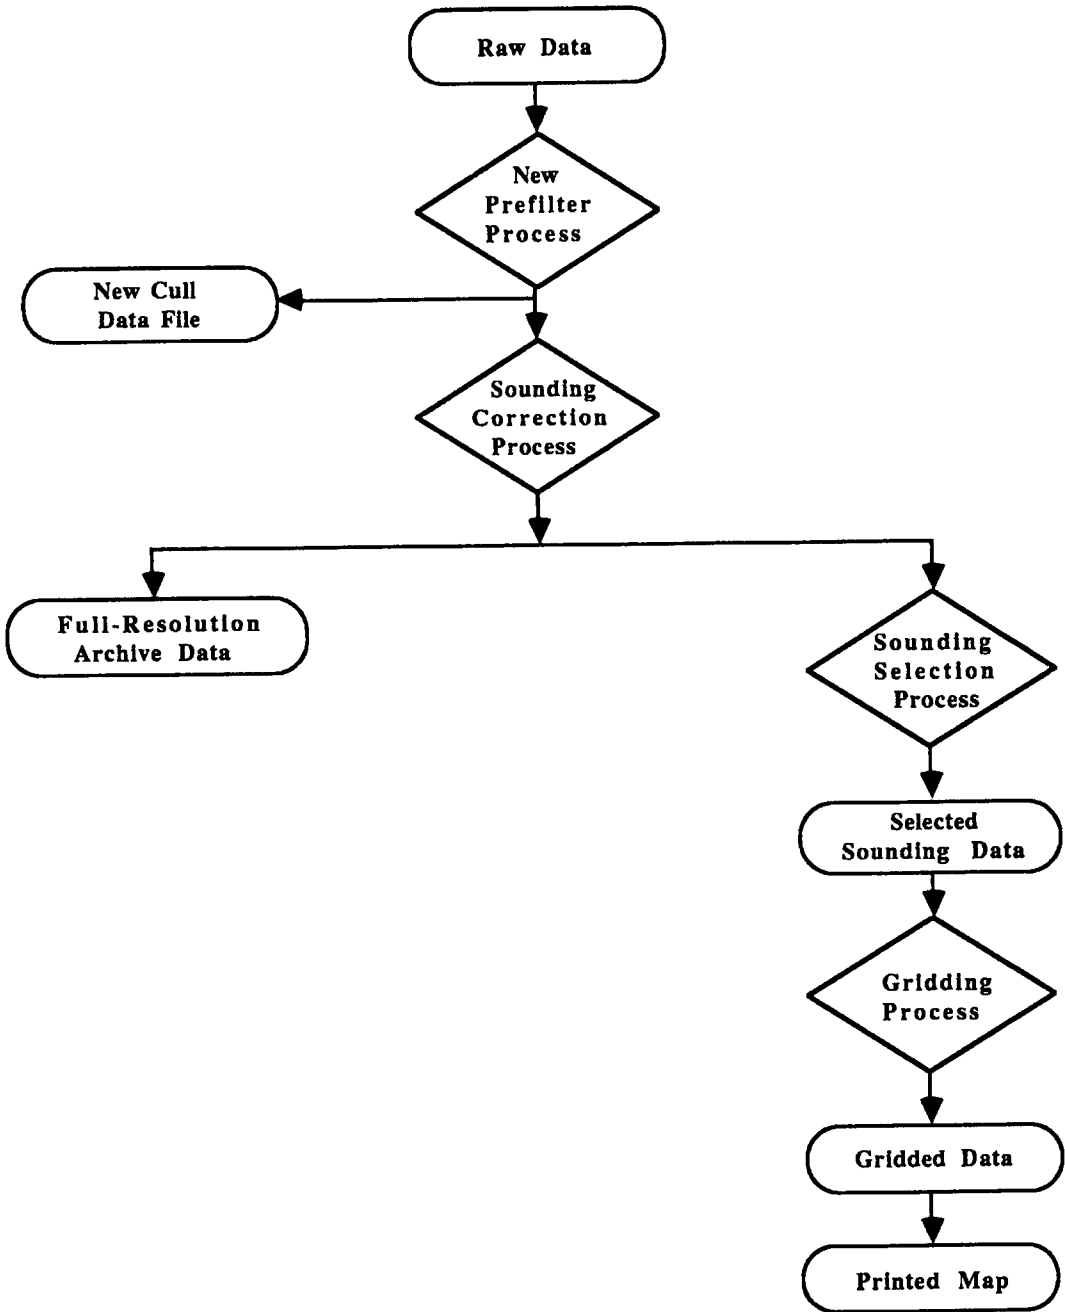 Raw Data
New
Prefilter
Process
New Cull
Data File
Sounding
Correction
Process
Full-Resolution
Archive Data
Sounding
Selection
Process
Selected
Sounding Data
Gridding
Process
Gridded Data
Printed Map